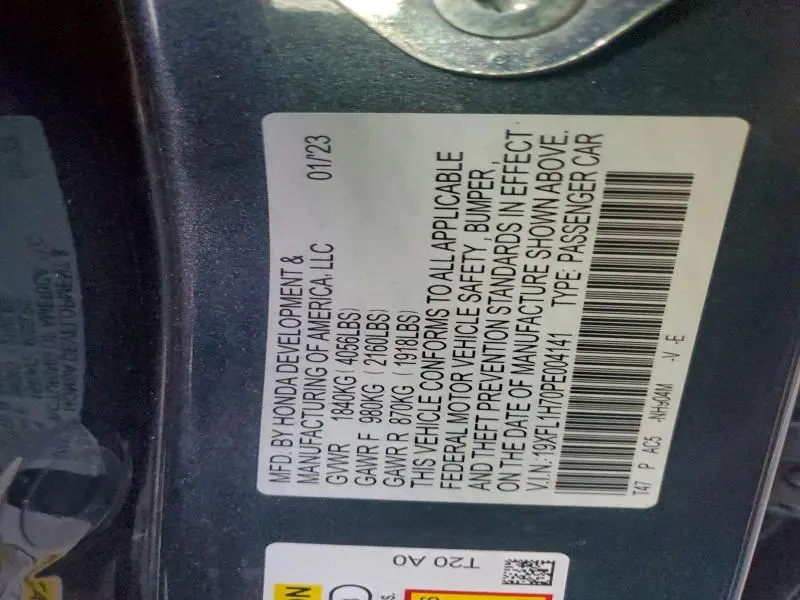 MFD. BY HONDA DEVELOPMENT &
MANUFACTURING OF AMERICA, LLC 01/'23
GVWR 1840KG ( 4056LBS)
GAWR F 980KG ( 2160LBS)
GAWR R 870KG ( 1918LBS)
THIS VEHICLE CONFORMS TO ALL APPLICABLE
FEDERAL MOTOR VEHICLE SAFETY, BUMPER,
AND THEFT PREVENTION STANDARDS IN EFFECT
ON THE DATE OF MANUFACTURE SHOWN ABOVE.
V.I.N: 19XFL1H70PE004141 TYPE: PASSENGER CAR
T47 P AC5 -NH904M -V -E
T20 A0